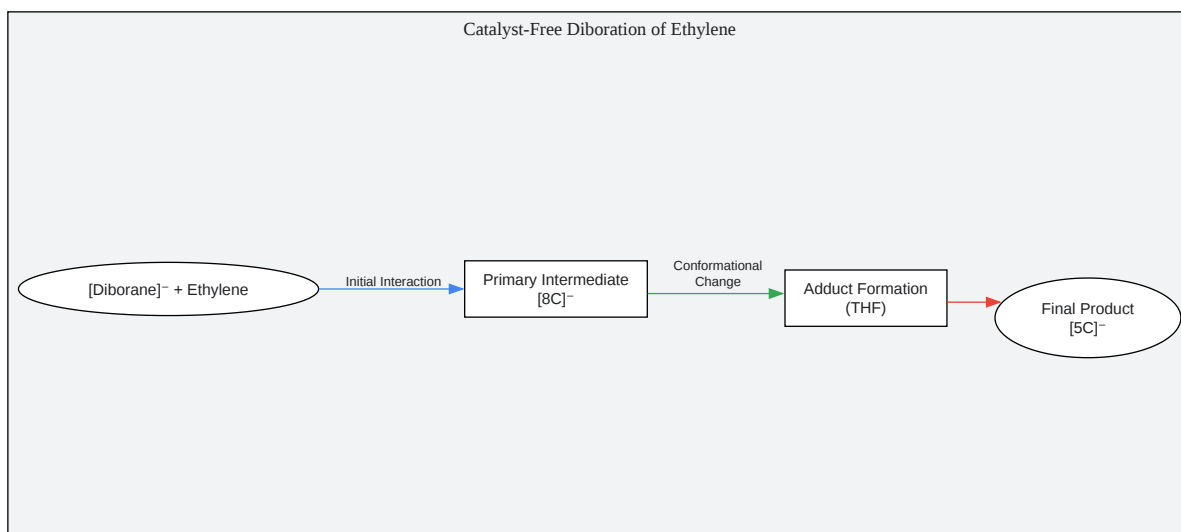 Catalyst-Free Diboration of Ethylene
[Diborane]⁻ + Ethylene
Initial Interaction
Primary Intermediate
[8C]⁻
Conformational
Change
Adduct Formation
(THF)
Final Product
[5C]⁻